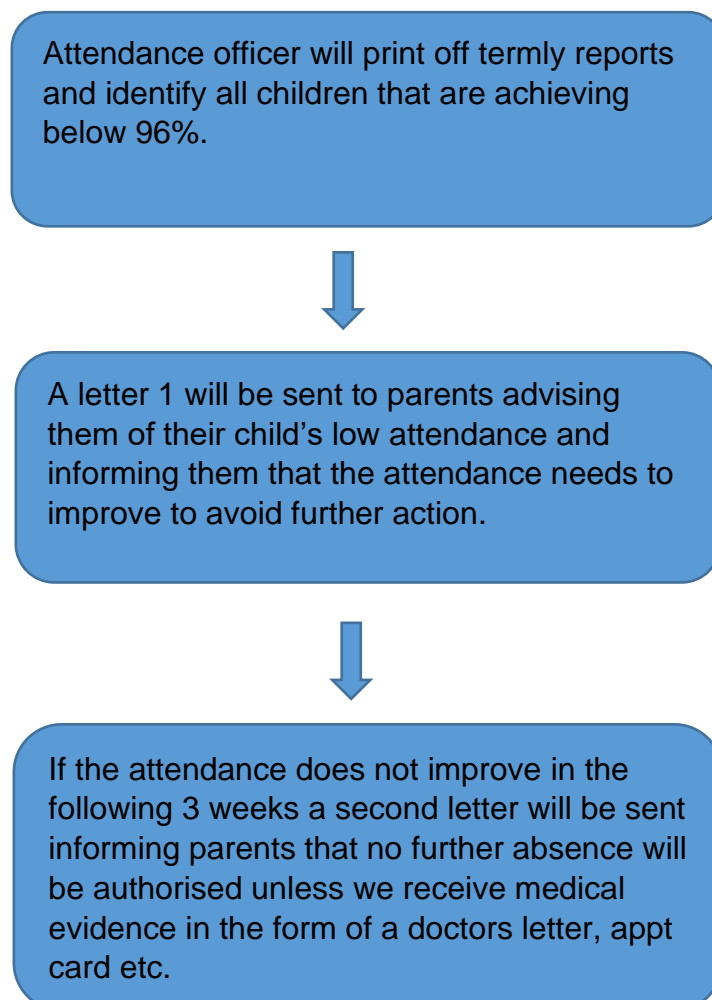 Attendance officer will print off termly reports
and identify all children that are achieving
below 96%.
A letter 1 will be sent to parents advising
them of their child’s low attendance and
informing them that the attendance needs to
improve to avoid further action.
If the attendance does not improve in the
following 3 weeks a second letter will be sent
informing parents that no further absence will
be authorised unless we receive medical
evidence in the form of a doctors letter, appt
card etc.